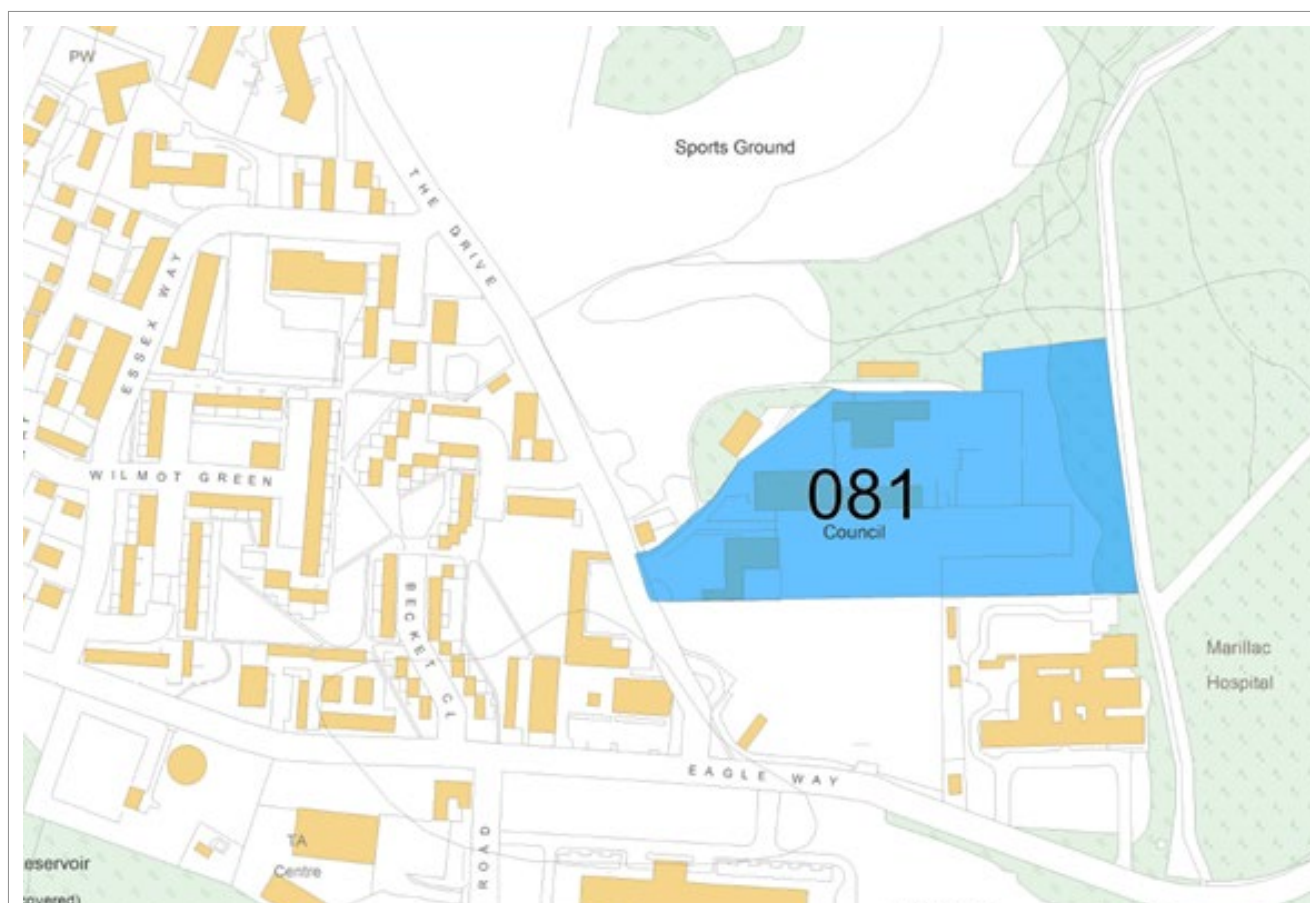 PW
Sports Ground
THE DRIVE
ESSEX WAY
WILMOT GREEN
081
Council
BECKET CL
Marillac
Hospital
EAGLE WAY
TA
Centre
ROAD
eservoir
covered)